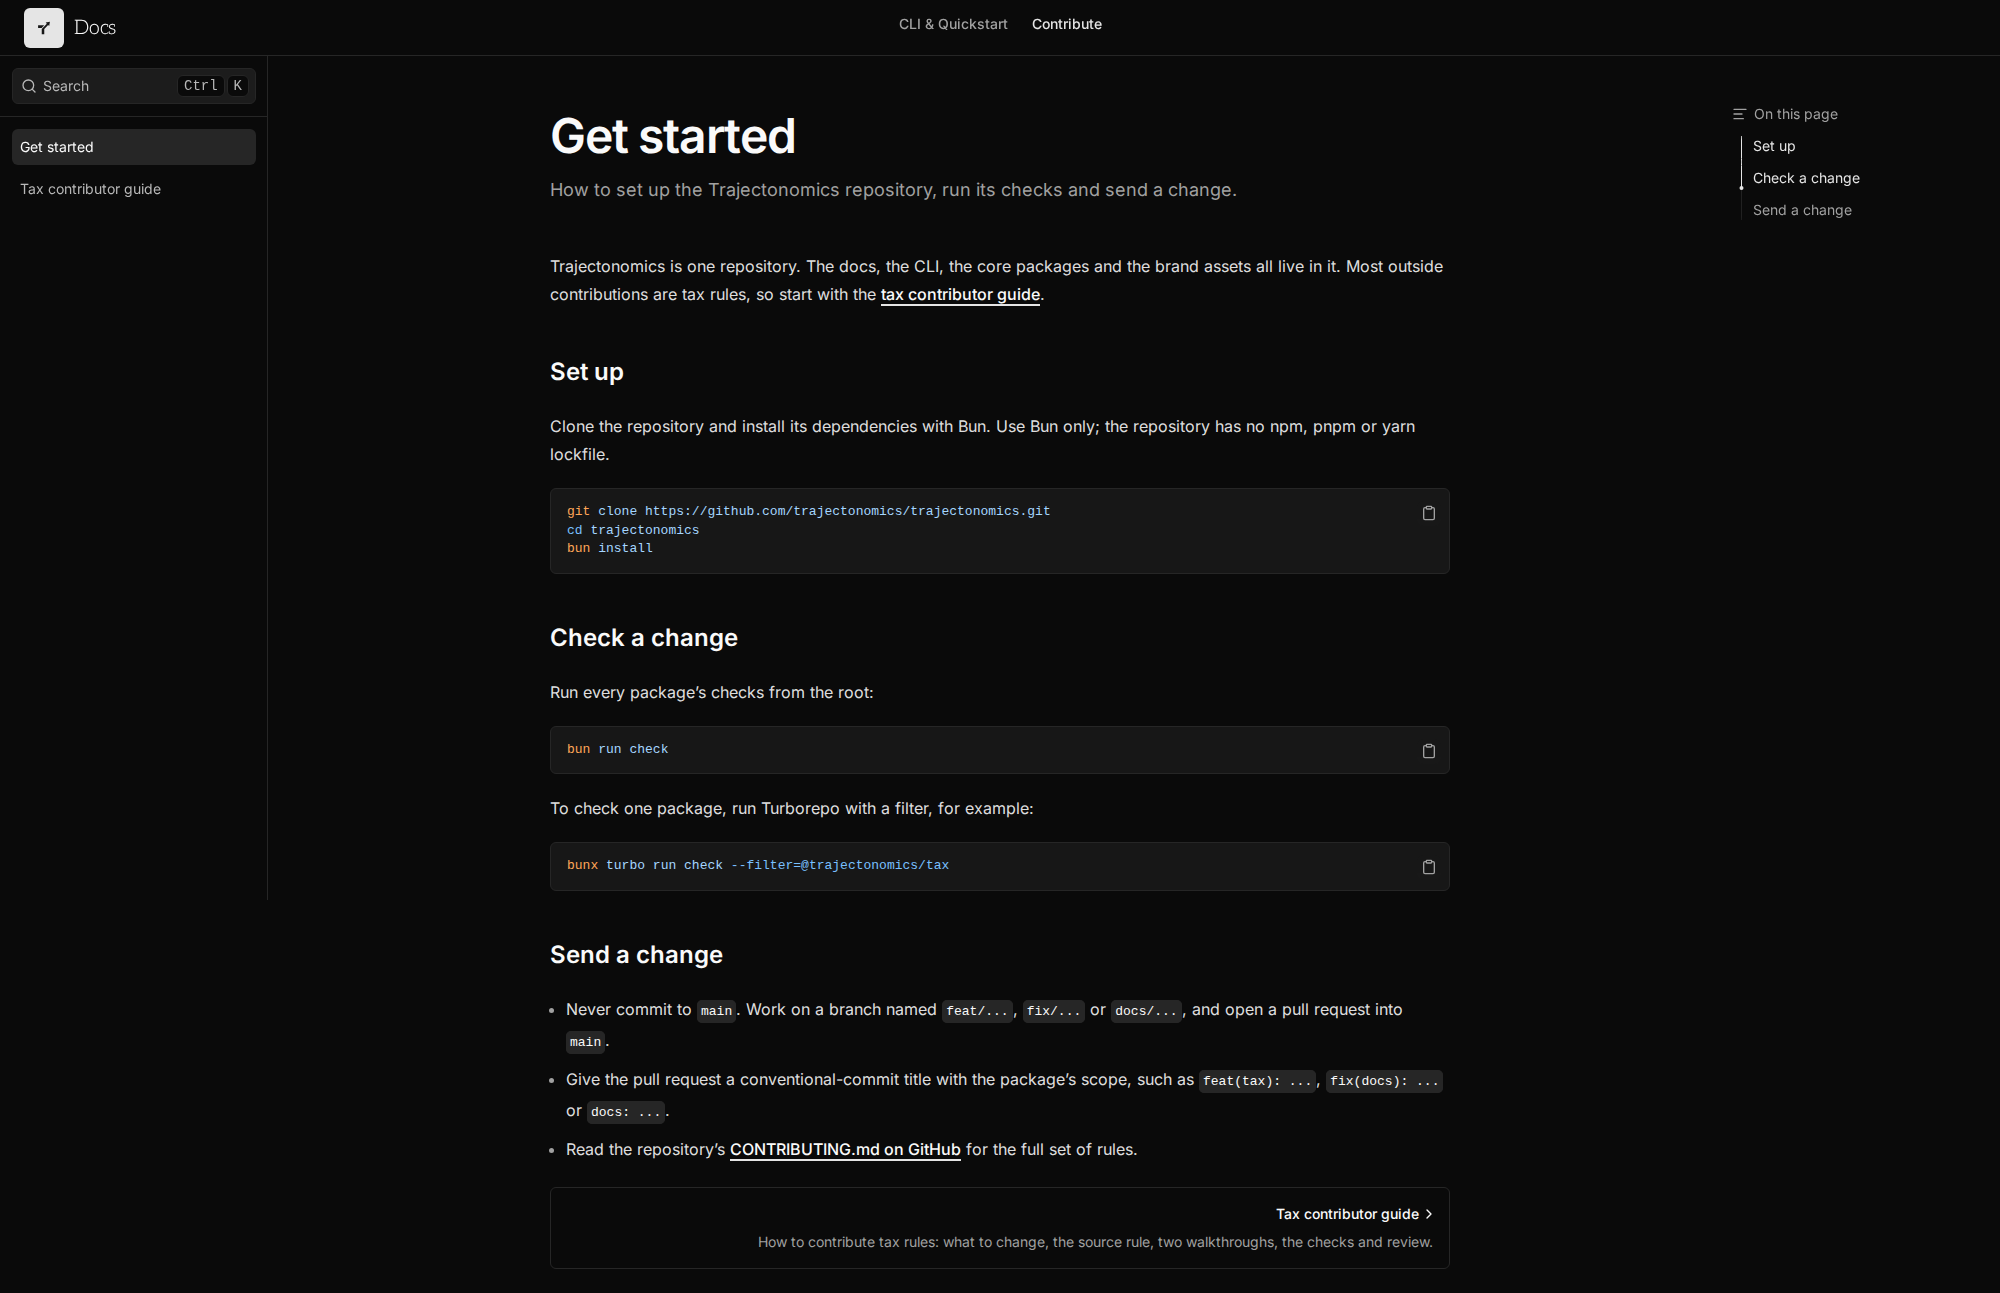 Docs
CLI & Quickstart
Contribute
Search
Ctrl K
Get started
Tax contributor guide
Get started
How to set up the Trajectonomics repository, run its checks and send a change.
Trajectonomics is one repository. The docs, the CLI, the core packages and the brand assets all live in it. Most outside
contributions are tax rules, so start with the tax contributor guide.
Set up
Clone the repository and install its dependencies with Bun. Use Bun only; the repository has no npm, pnpm or yarn
lockfile.
git clone https://github.com/trajectonomics/trajectonomics.git
cd trajectonomics
bun install
Check a change
Run every package’s checks from the root:
bun run check
To check one package, run Turborepo with a filter, for example:
bunx turbo run check --filter=@trajectonomics/tax
Send a change
Never commit to main. Work on a branch named feat/..., fix/... or docs/..., and open a pull request into
main.
Give the pull request a conventional-commit title with the package’s scope, such as feat(tax): ..., fix(docs): ...
or docs: ....
Read the repository’s CONTRIBUTING.md on GitHub for the full set of rules.
Tax contributor guide
How to contribute tax rules: what to change, the source rule, two walkthroughs, the checks and review.
On this page
Set up
Check a change
Send a change